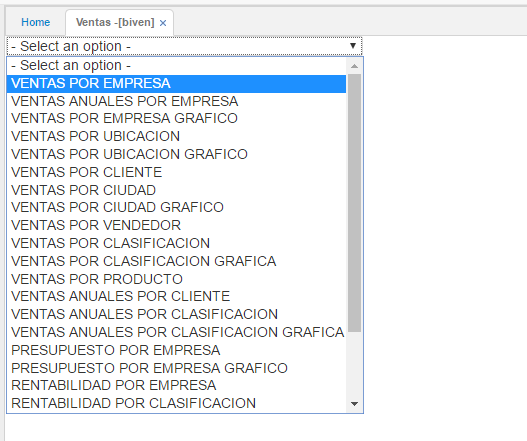 Home
Ventas -[biven] ×
- Select an option -
- Select an option -
VENTAS POR EMPRESA
VENTAS ANUALES POR EMPRESA
VENTAS POR EMPRESA GRAFICO
VENTAS POR UBICACION
VENTAS POR UBICACION GRAFICO
VENTAS POR CLIENTE
VENTAS POR CIUDAD
VENTAS POR CIUDAD GRAFICO
VENTAS POR VENDEDOR
VENTAS POR CLASIFICACION
VENTAS POR CLASIFICACION GRAFICA
VENTAS POR PRODUCTO
VENTAS ANUALES POR CLIENTE
VENTAS ANUALES POR CLASIFICACION
VENTAS ANUALES POR CLASIFICACION GRAFICA
PRESUPUESTO POR EMPRESA
PRESUPUESTO POR EMPRESA GRAFICO
RENTABILIDAD POR EMPRESA
RENTABILIDAD POR CLASIFICACION